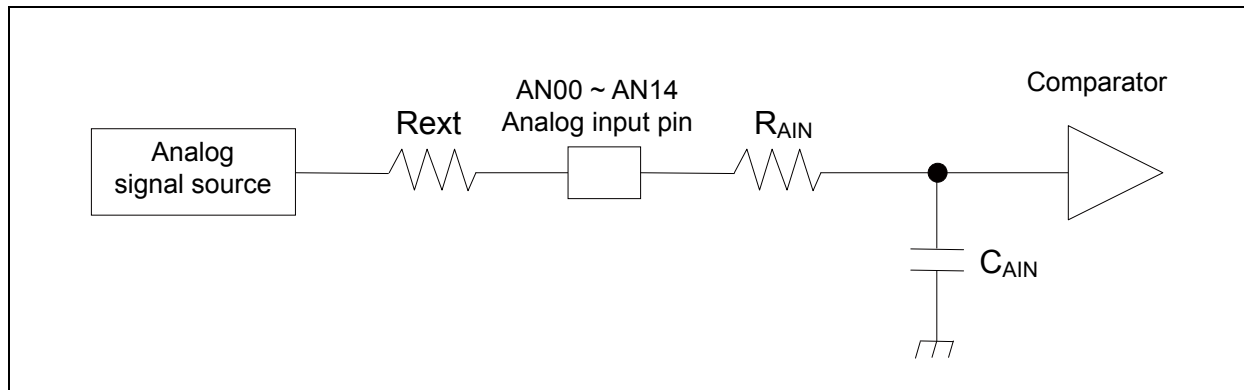 Analog
signal source
Rext
AN00 ~ AN14
Analog input pin
RAIN
Comparator
CAIN